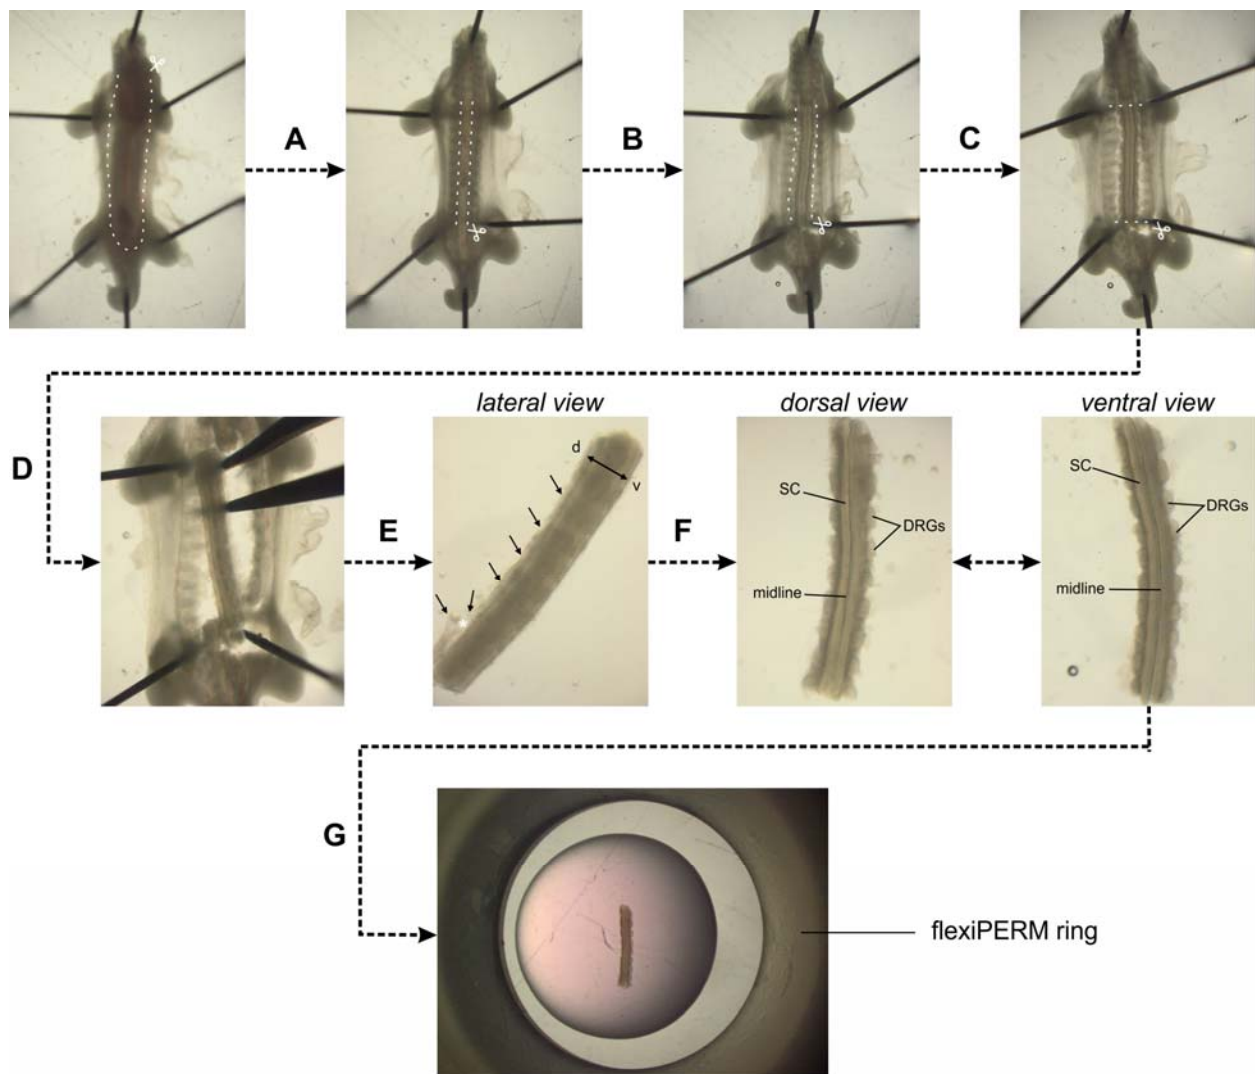 A
B
C
lateral view
dorsal view
ventral view
D
d
v
E
F
SC
DRGs
midline
SC
DRGs
midline
G
flexiPERM ring